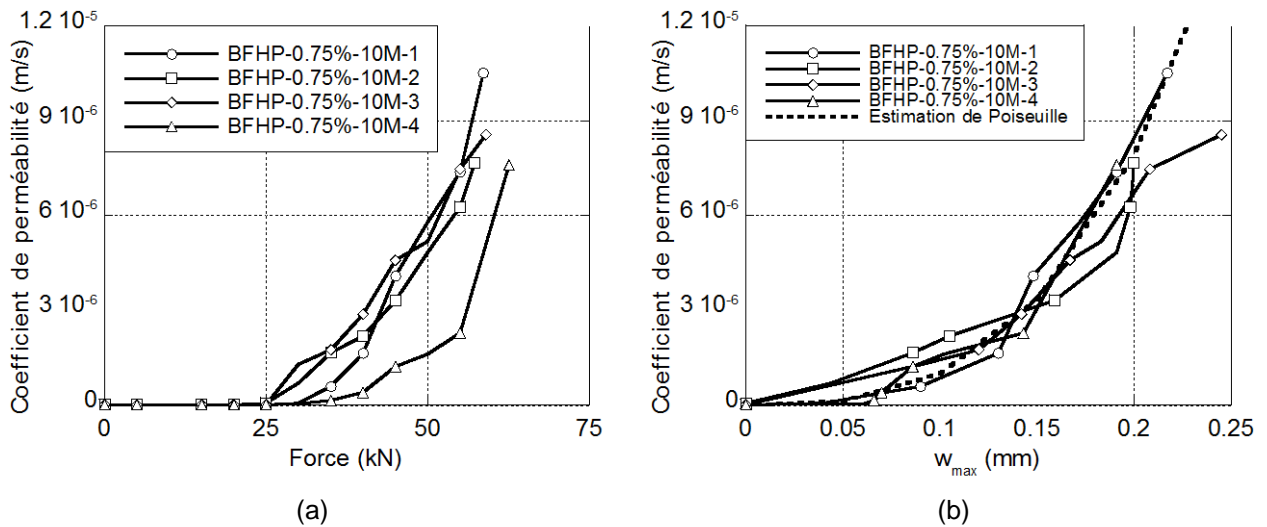 1.2 10⁻⁵
9 10⁻⁶
6 10⁻⁶
3 10⁻⁶
0
Coefficient de perméabilité (m/s)
BFHP-0.75%-10M-1
BFHP-0.75%-10M-2
BFHP-0.75%-10M-3
BFHP-0.75%-10M-4
0 25 50 75
Force (kN)
(a)
1.2 10⁻⁵
9 10⁻⁶
6 10⁻⁶
3 10⁻⁶
0
Coefficient de perméabilité (m/s)
BFHP-0.75%-10M-1
BFHP-0.75%-10M-2
BFHP-0.75%-10M-3
BFHP-0.75%-10M-4
Estimation de Poiseuille
0 0.05 0.1 0.15 0.2 0.25
w_max (mm)
(b)